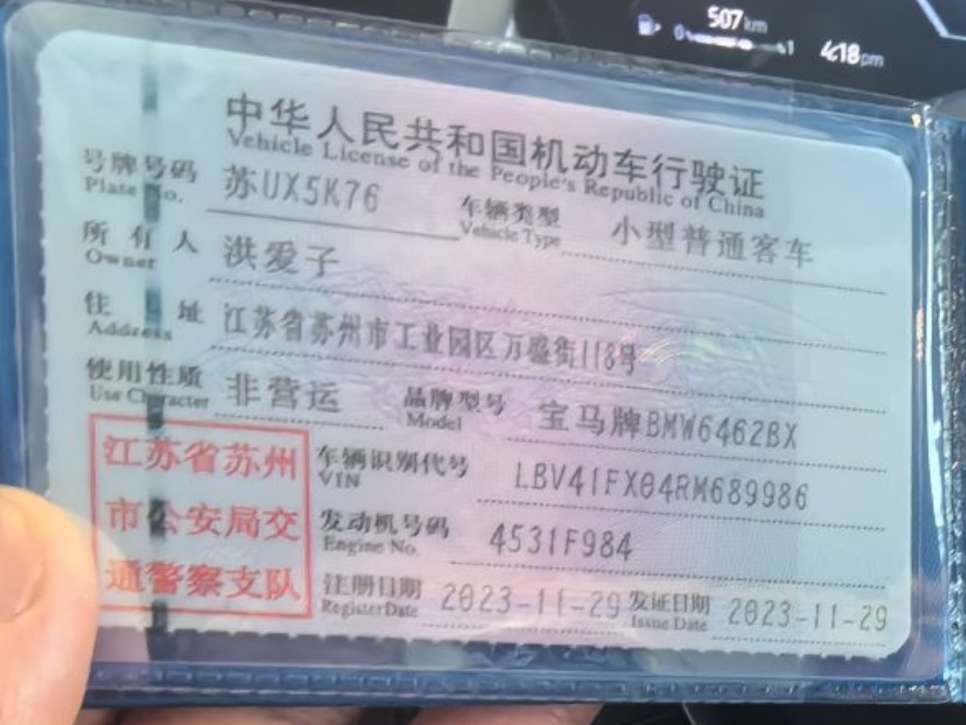 507 km
0 1 4:18 pm
中华人民共和国机动车行驶证
Vehicle License of the People's Republic of China
号牌号码 苏UX5K76 车辆类型 小型普通客车
Plate No. Vehicle Type
所有人 洪爱子
Owner
住址 江苏省苏州市工业园区万盛街118号
Address
使用性质 非营运 品牌型号 宝马牌BMW6462BX
Use Character Model
江苏省苏州
市公安局交
通警察支队
车辆识别代号 LBV41FX04RM689986
VIN
发动机号码 4531F984
Engine No.
注册日期 2023-11-29 发证日期 2023-11-29
Register Date Issue Date